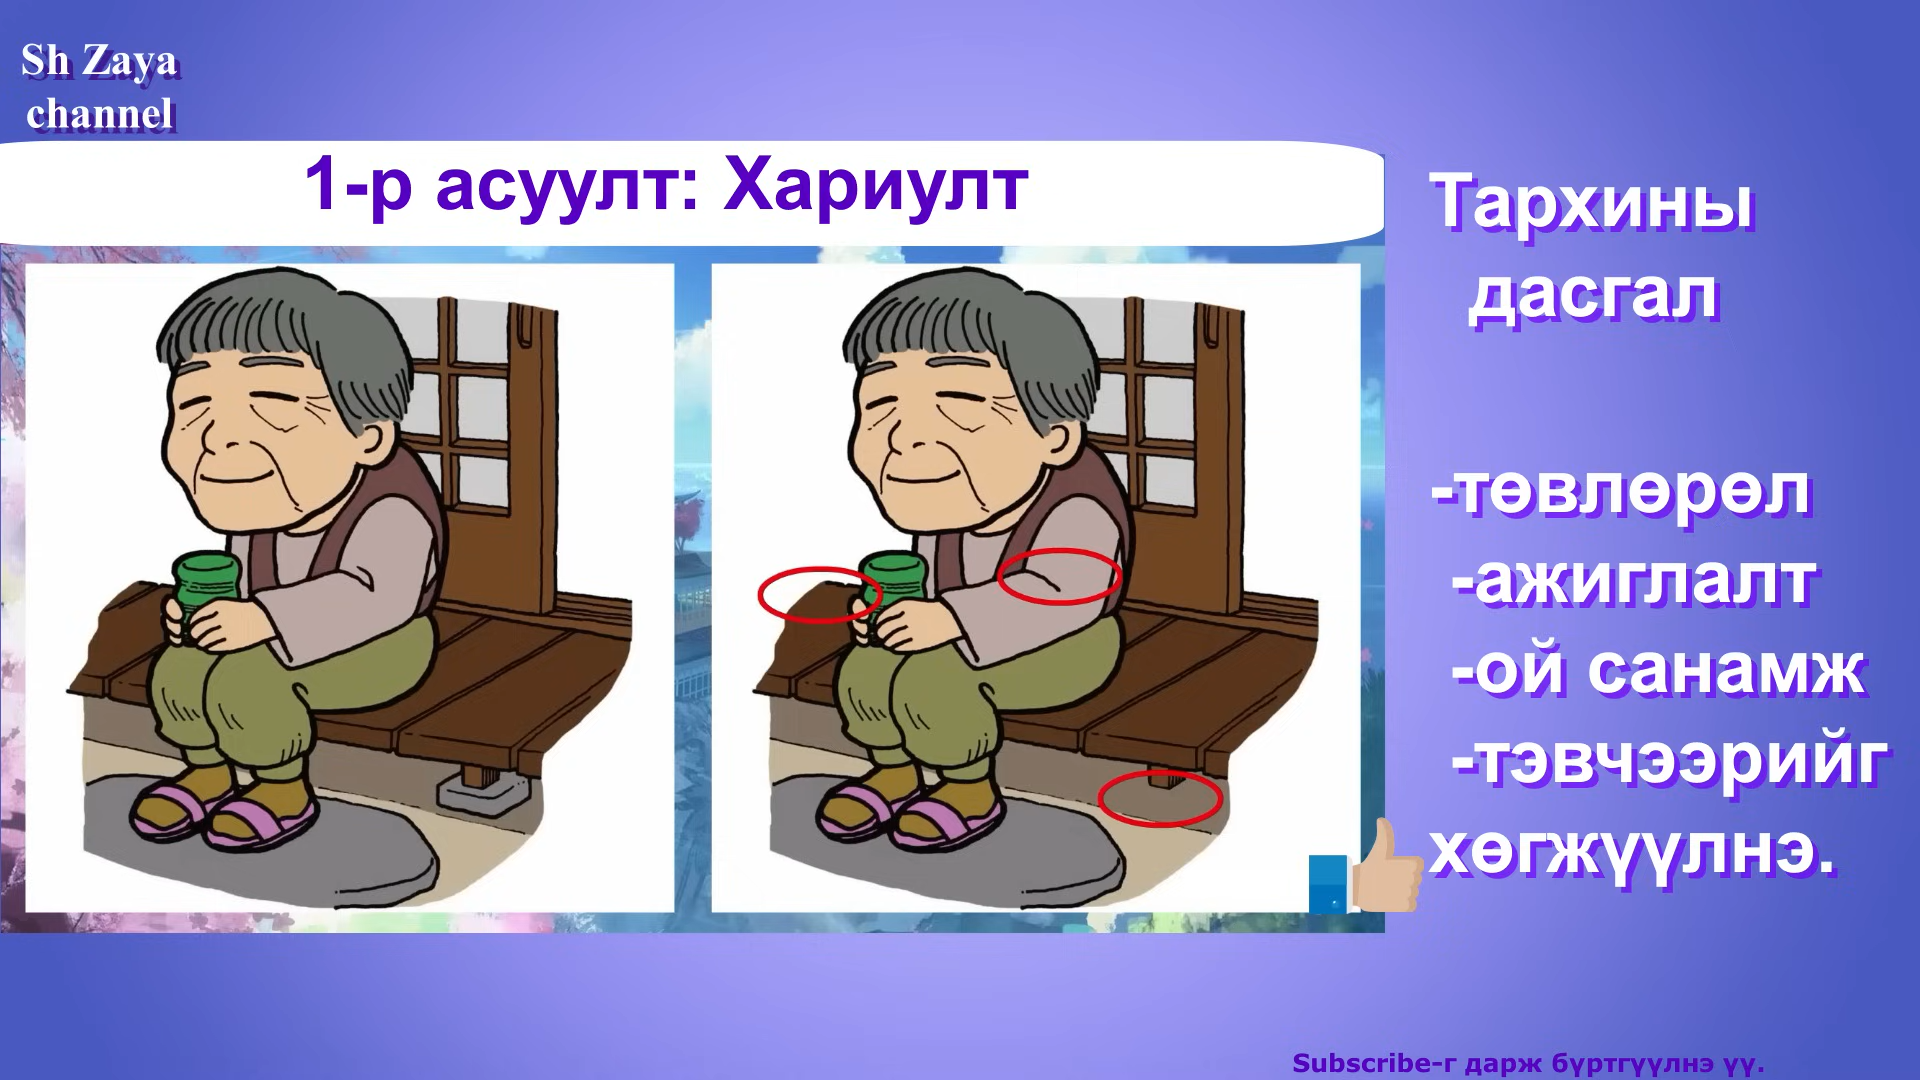 Sh Zaya
channel
1-р асуулт: Хариулт
Тархины
дасгал
-төвлөрөл
-ажиглалт
-ой санамж
-тэвчээрийг
хөгжүүлнэ.
Subscribe-г дарж бүртгүүлнэ үү.